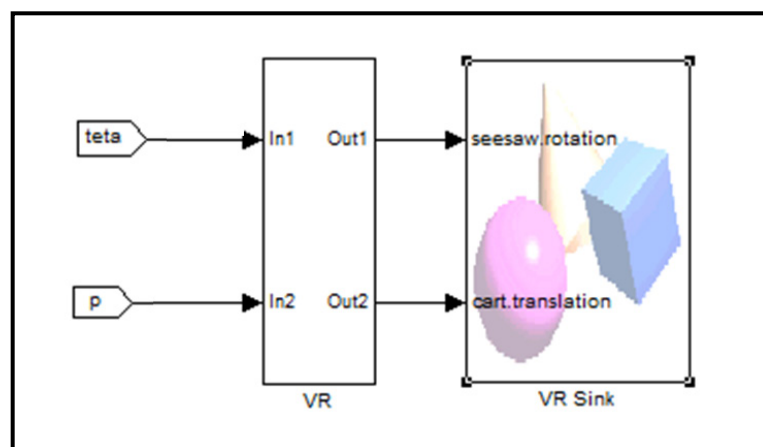 teta
In1
Out1
seesaw.rotation
p
In2
Out2
cart.translation
VR
VR Sink